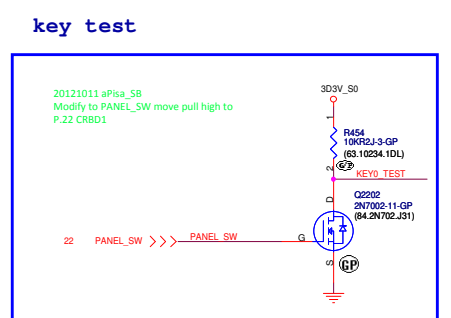 key test
20121011 aPisa_SB
Modify to PANEL_SW move pull high to
P.22 CRBD1
3D3V_S0
1
R454
10KR2J-3-GP
(63.10234.1DL)
2
GP
KEY0_TEST
D
Q2202
2N7002-11-GP
(84.2N702.J31)
22 PANEL_SW PANEL_SW G
S
GP